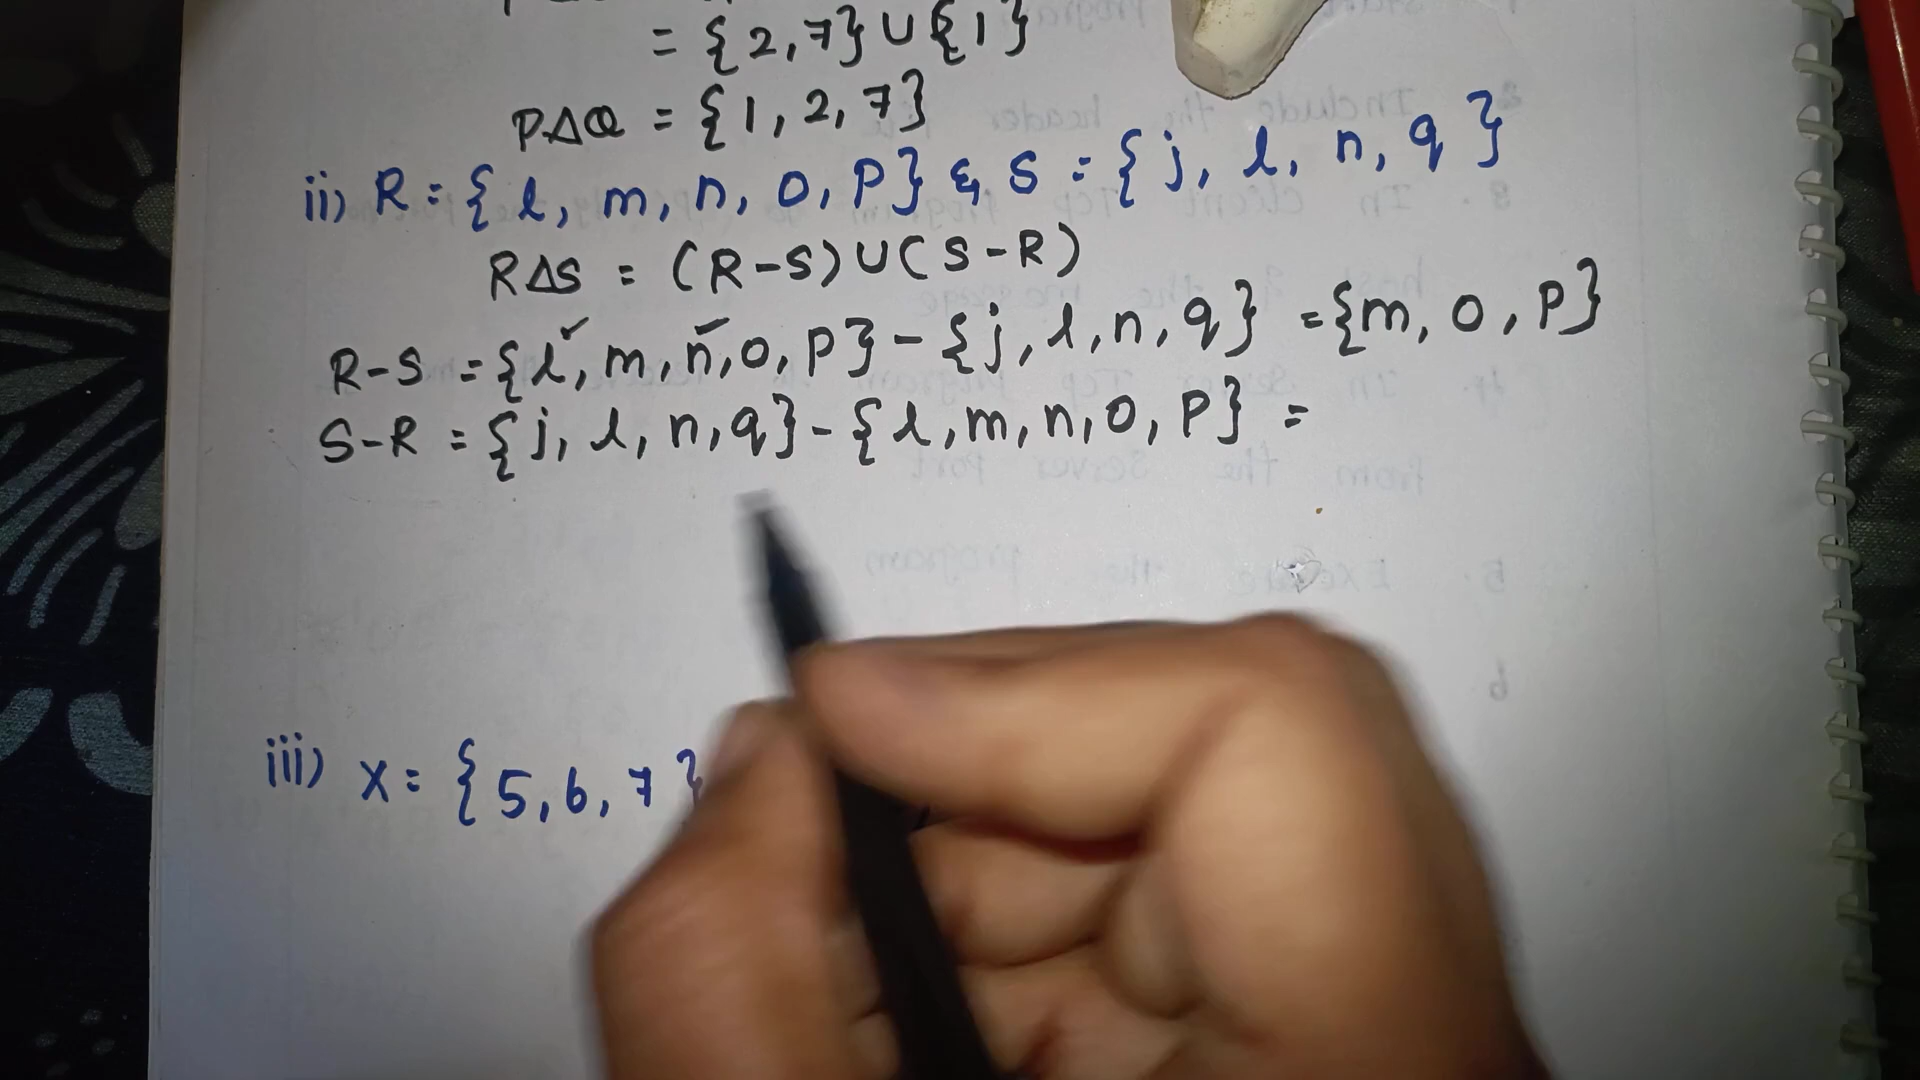 = {2,7} ∪ {1}
P∆Q = {1, 2, 7}
ii) R = {l, m, n, o, p} & S = {j, l, n, q}
R∆S = (R-S) ∪ (S-R)
R-S = {l, m, n, o, p} - {j, l, n, q} = {m, o, p}
S-R = {j, l, n, q} - {l, m, n, o, p} =
iii) X = {5, 6, 7}